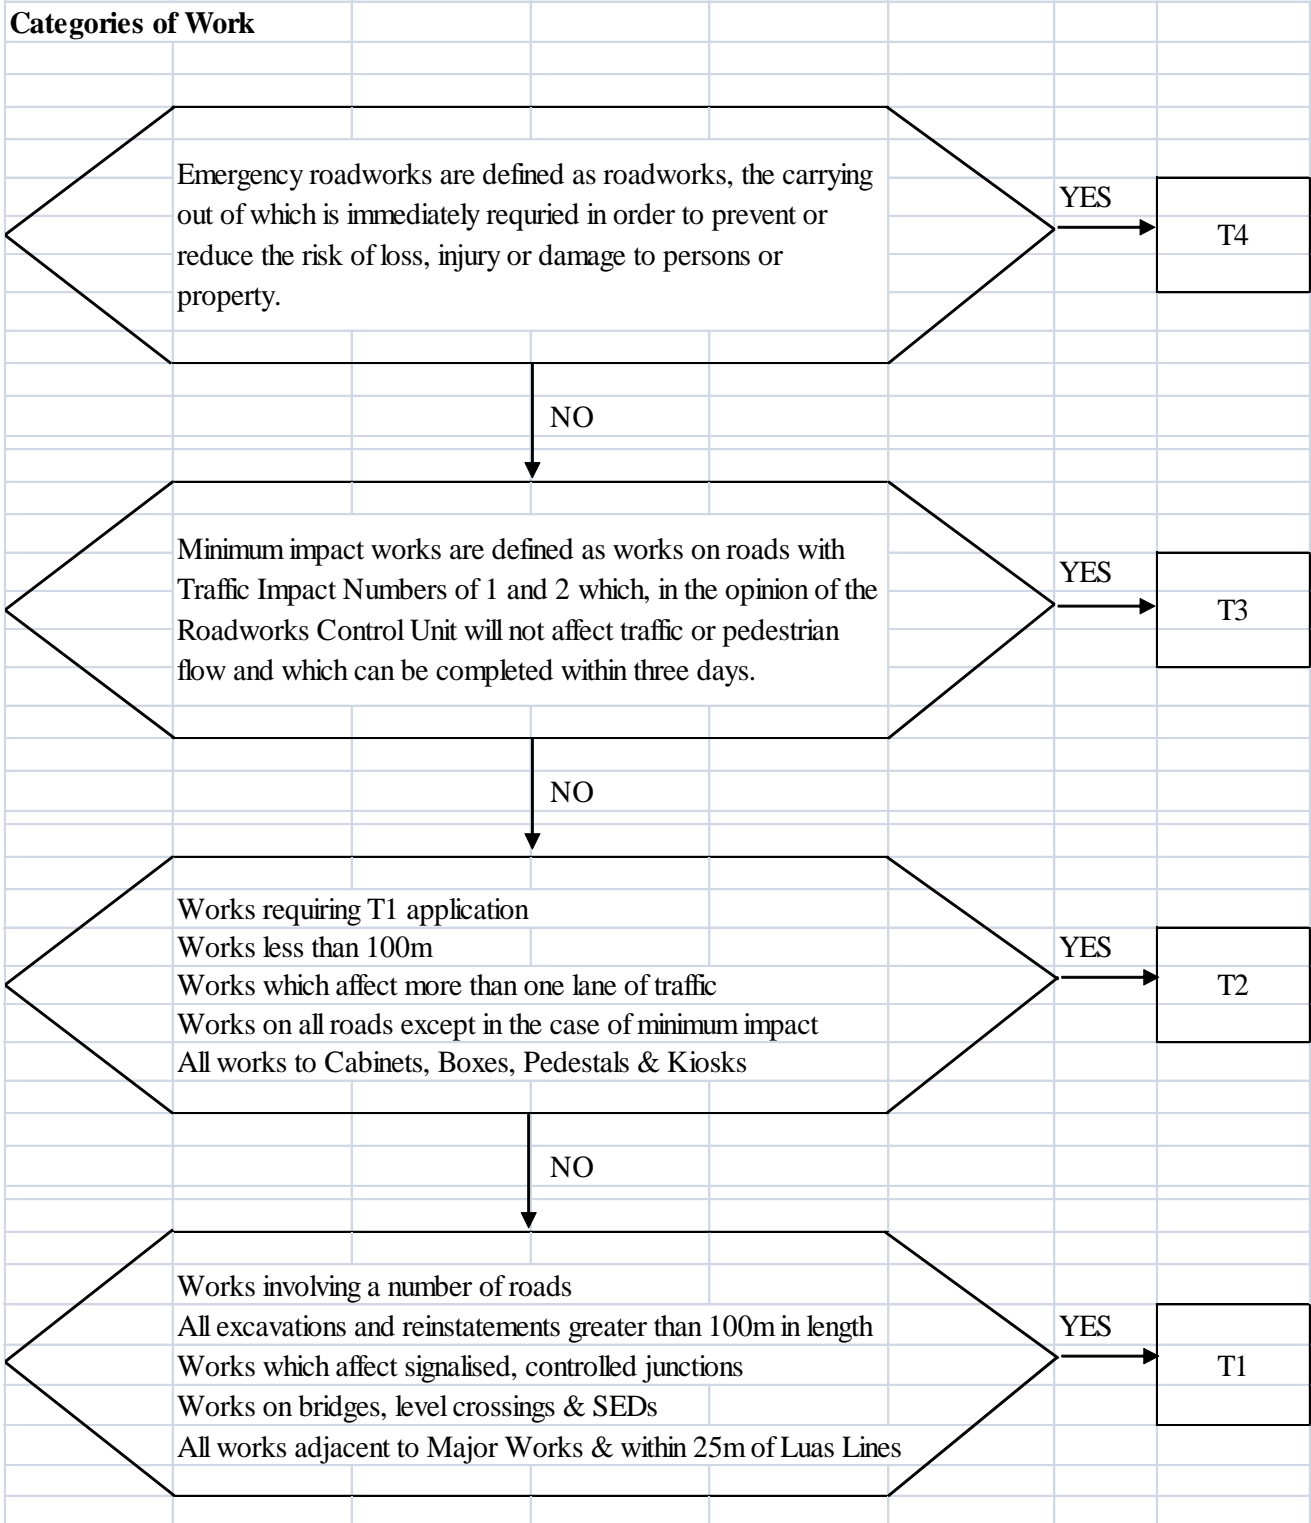 Categories of Work
Emergency roadworks are defined as roadworks, the carrying
out of which is immediately requried in order to prevent or
reduce the risk of loss, injury or damage to persons or
property.
YES
T4
NO
Minimum impact works are defined as works on roads with
Traffic Impact Numbers of 1 and 2 which, in the opinion of the
Roadworks Control Unit will not affect traffic or pedestrian
flow and which can be completed within three days.
YES
T3
NO
Works requiring T1 application
Works less than 100m
Works which affect more than one lane of traffic
Works on all roads except in the case of minimum impact
All works to Cabinets, Boxes, Pedestals & Kiosks
YES
T2
NO
Works involving a number of roads
All excavations and reinstatements greater than 100m in length
Works which affect signalised, controlled junctions
Works on bridges, level crossings & SEDs
All works adjacent to Major Works & within 25m of Luas Lines
YES
T1